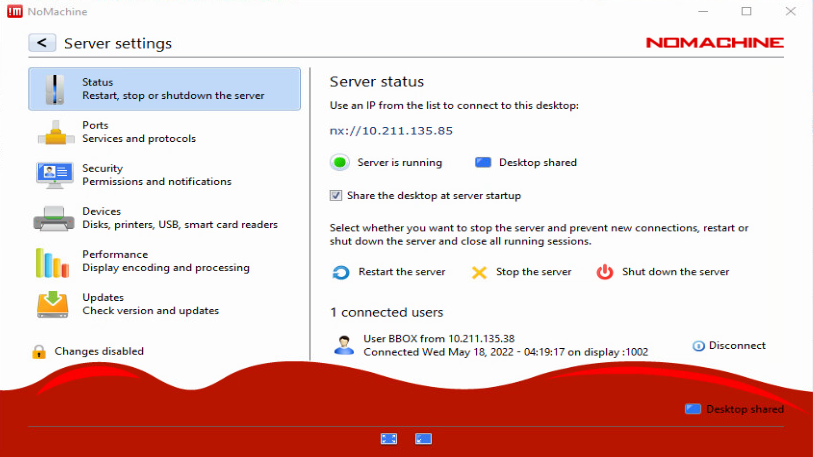 NoMachine
Server settings
NOMACHINE
Status
Restart, stop or shutdown the server
Ports
Services and protocols
Security
Permissions and notifications
Devices
Disks, printers, USB, smart card readers
Performance
Display encoding and processing
Updates
Check version and updates
Changes disabled
Server status
Use an IP from the list to connect to this desktop:
nx://10.211.135.85
Server is running
Desktop shared
Share the desktop at server startup
Select whether you want to stop the server and prevent new connections, restart or
shut down the server and close all running sessions.
Restart the server
Stop the server
Shut down the server
1 connected users
User BBOX from 10.211.135.38
Connected Wed May 18, 2022 - 04:19:17 on display :1002
Disconnect
Desktop shared